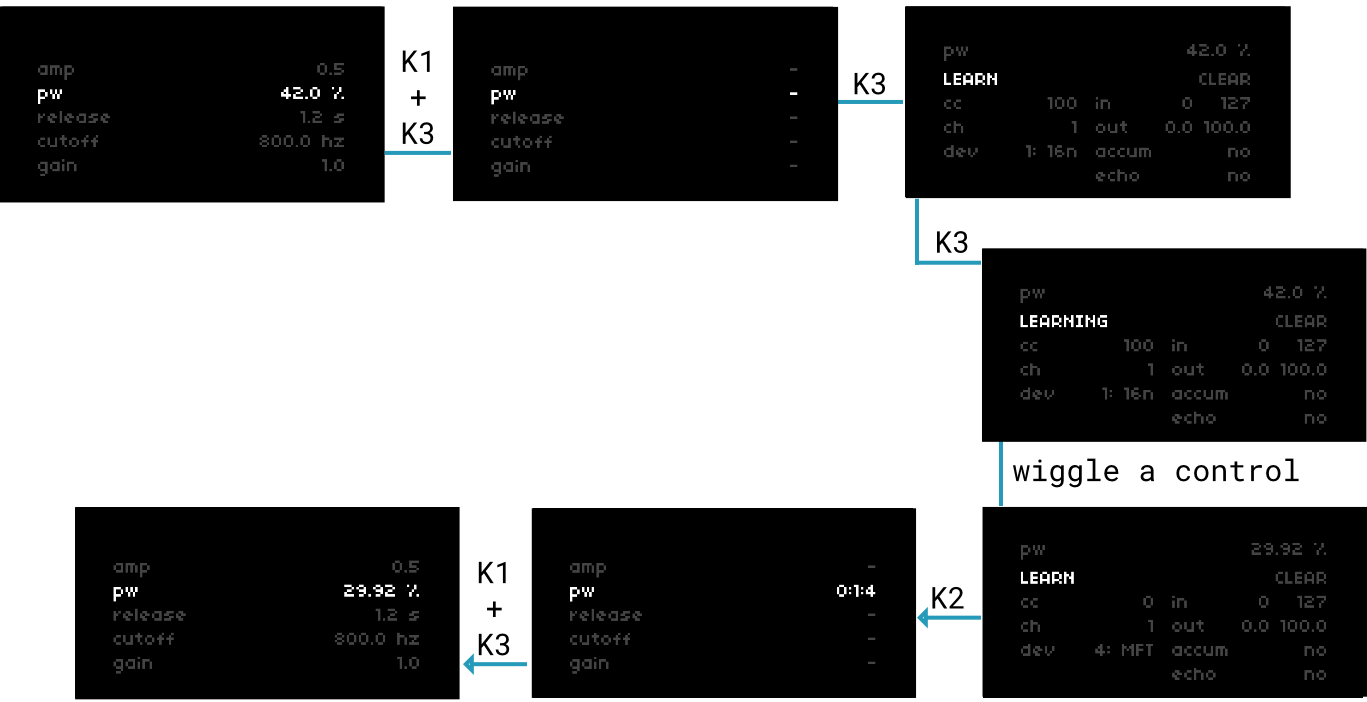 amp 0.5
pw 42.0 %
release 1.2 s
cutoff 800.0 hz
gain 1.0
K1
+
K3
amp -
pw -
release -
cutoff -
gain -
K3
pw 42.0 %
LEARN CLEAR
cc 100 in 0 127
ch 1 out 0.0 100.0
dev 1: 16n accum no
echo no
K3
pw 42.0 %
LEARNING CLEAR
cc 100 in 0 127
ch 1 out 0.0 100.0
dev 1: 16n accum no
echo no
wiggle a control
pw 29.92 %
LEARN CLEAR
cc 0 in 0 127
ch 1 out 0.0 100.0
dev 4: MFT accum no
echo no
K2
amp -
pw 0:1:4
release -
cutoff -
gain -
K1
+
K3
amp 0.5
pw 29.92 %
release 1.2 s
cutoff 800.0 hz
gain 1.0